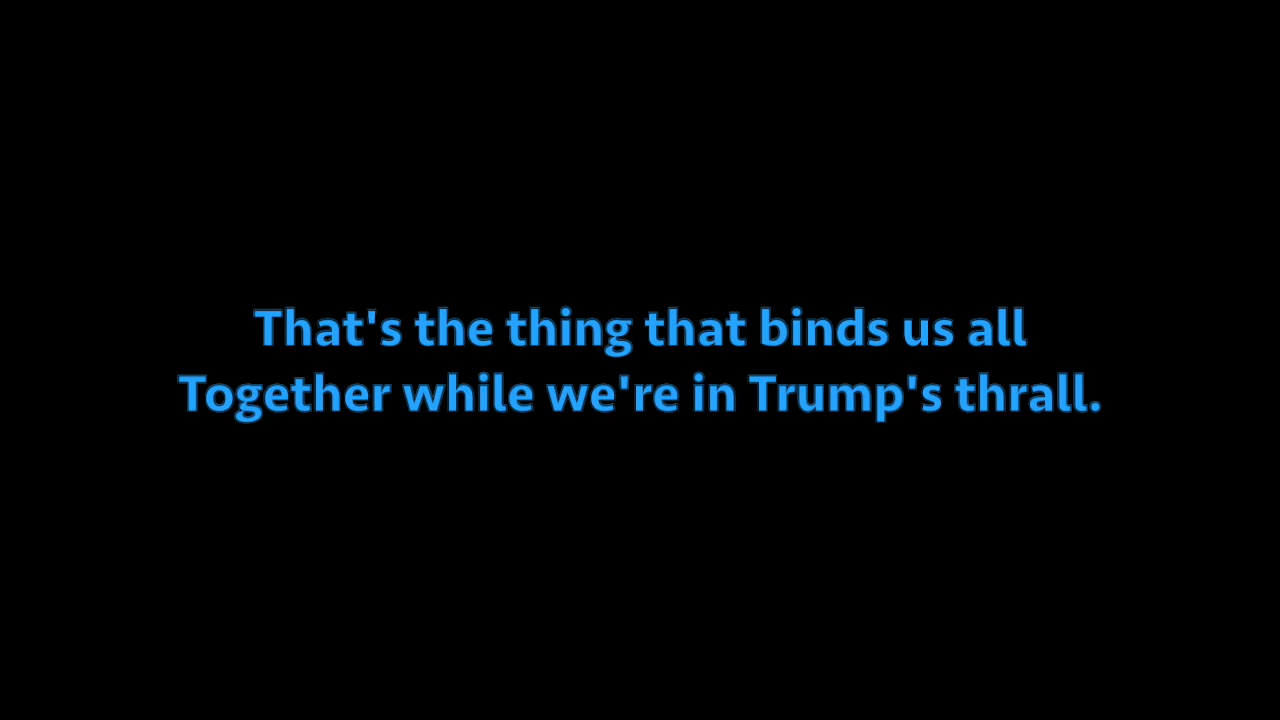 That's the thing that binds us all
Together while we're in Trump's thrall.